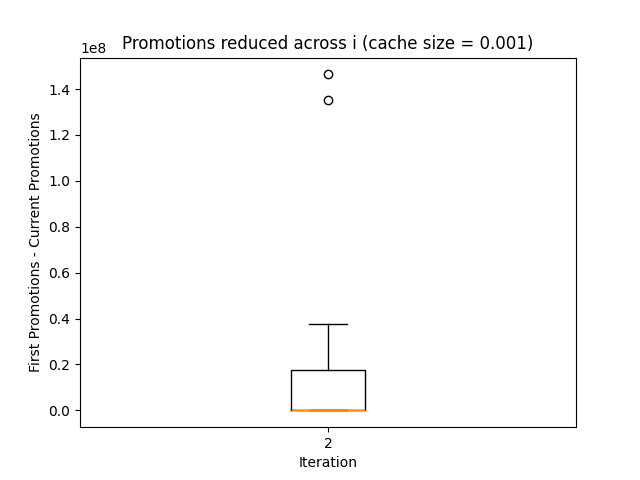 Promotions reduced across i (cache size = 0.001)
1e8
1.4
1.2
1.0
0.8
0.6
0.4
0.2
0.0
First Promotions - Current Promotions
2
Iteration